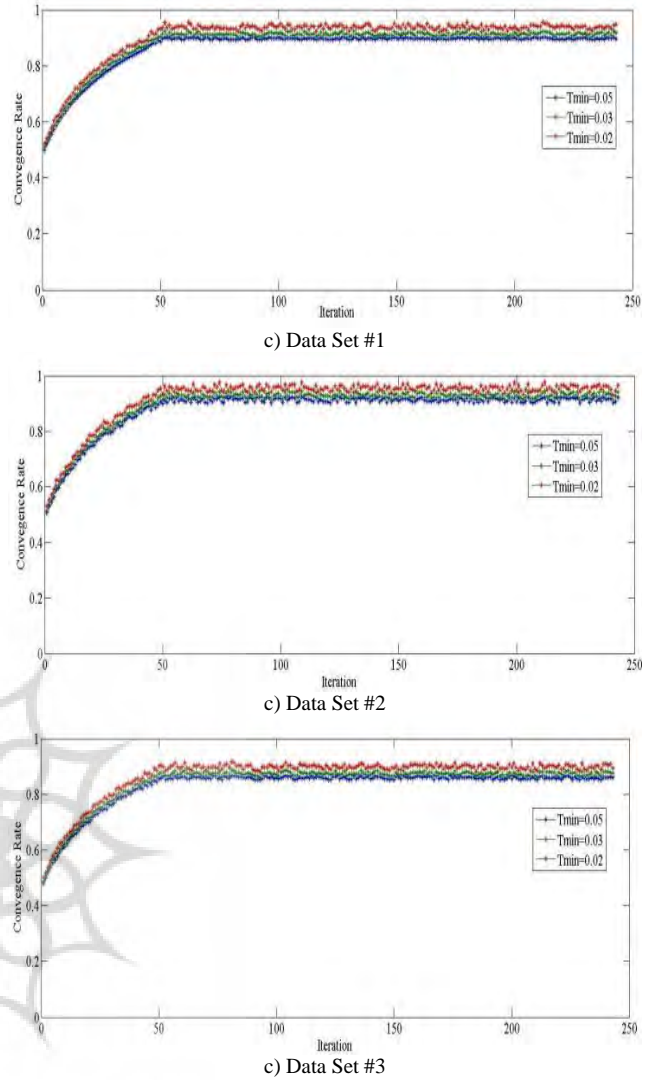 1
0.8
0.6
0.4
0.2
0
Convegence Rate
Tmin=0.05
Tmin=0.03
Tmin=0.02
0 50 100 150 200 250
Iteration
c) Data Set #1
1
0.8
0.6
0.4
0.2
0
Convegence Rate
Tmin=0.05
Tmin=0.03
Tmin=0.02
0 50 100 150 200 250
Iteration
c) Data Set #2
1
0.8
0.6
0.4
0.2
0
Convergence Rate
Tmin=0.05
Tmin=0.03
Tmin=0.02
0 50 100 150 200 250
Iteration
c) Data Set #3